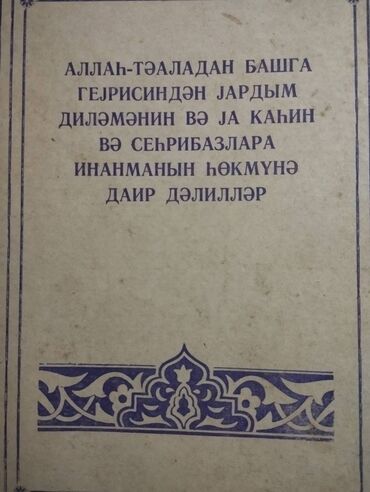 АЛЛАҺ-ТӘАЛАДАН БАШГА
ГЕЈРИСИНДӘН ЈАРДЫМ
ДИЛӘМӘНИН ВӘ ЈА КАҺИН
ВӘ СЕҺРИБАЗЛАРА
ИНАНМАНЫН ҺӨКМҮНӘ
ДАИР ДӘЛИЛЛӘР